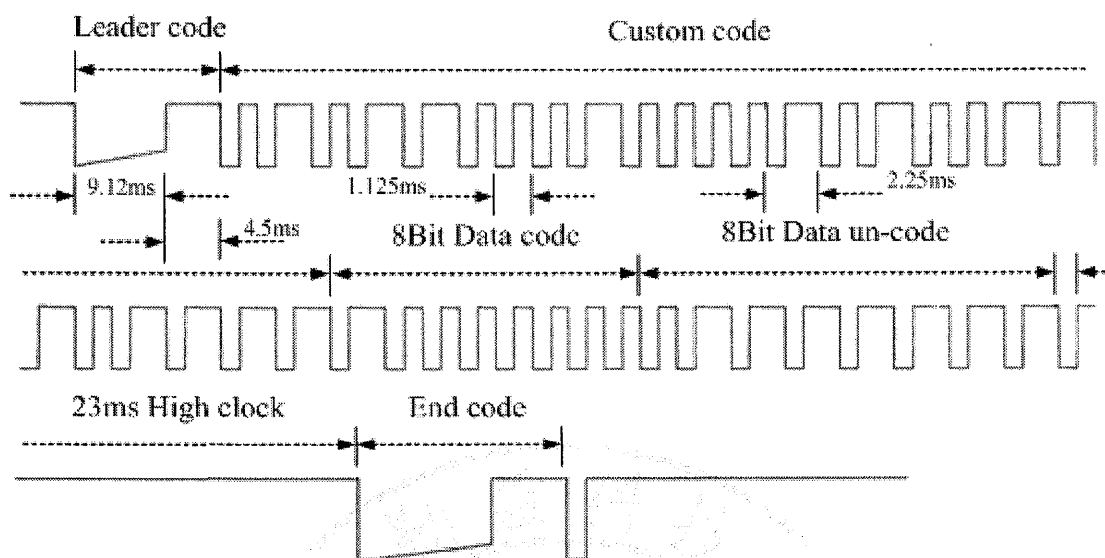 Leader code
Custom code
9.12ms
1.125ms
2.25ms
4.5ms
8Bit Data code
8Bit Data un-code
23ms High clock
End code